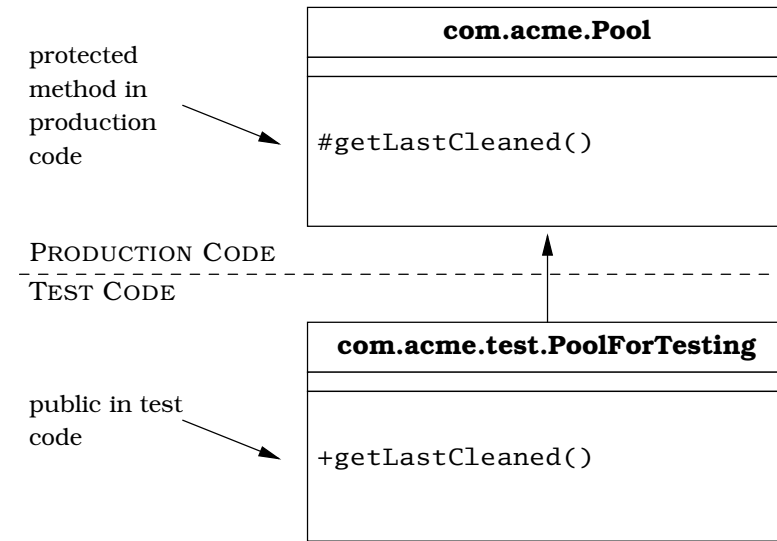 com.acme.Pool
protected
method in
production
code
#getLastCleaned()
PRODUCTION CODE
TEST CODE
com.acme.test.PoolForTesting
public in test
code
+getLastCleaned()